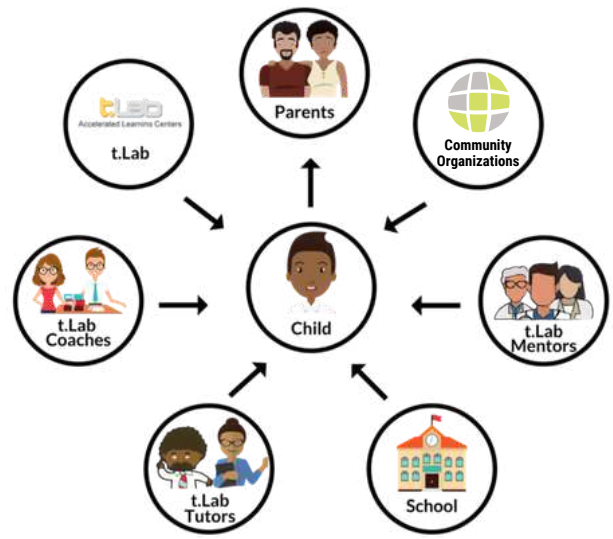 Parents
t.Lab
Accelerated Learning Centers
t.Lab
Community
Organizations
t.Lab
Coaches
Child
t.Lab
Mentors
t.Lab
Tutors
School